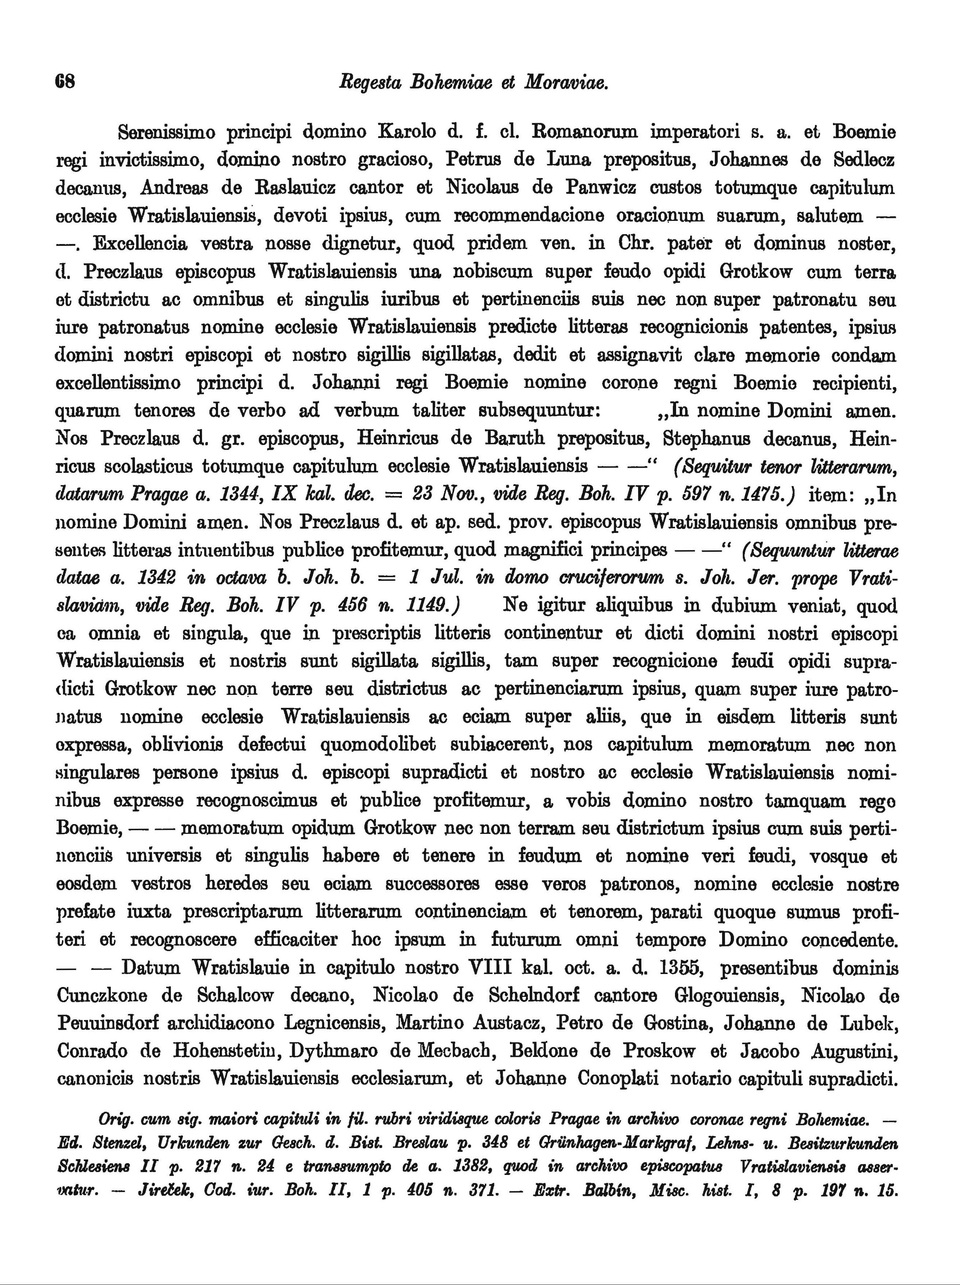 68 Regesta Bohemiae et Moraviae.
Serenissimo principi domino Karolo d. f. cl. Romanorum imperatori s. a. et Boemie
regi invictissimo, domino nostro gracioso, Petrus de Luna prepositus, Johannes de Sedlecz
decanus, Andreas de Raslauicz cantor et Nicolaus de Panwicz custos totumque capitulum
ecclesie Wratislauiensis, devoti ipsius, cum recommendacione oracionum suarum, salutem —
—. Excellencia vestra nosse dignetur, quod pridem ven. in Chr. pater et dominus noster,
d. Preczlaus episcopus Wratislauiensis una nobiscum super feudo opidi Grotkow cum terra
et districtu ac omnibus et singulis iuribus et pertinenciis suis nec non super patronatu seu
iure patronatus nomine ecclesie Wratislauiensis predicte litteras recognicionis patentes, ipsius
domini nostri episcopi et nostro sigillis sigillatas, dedit et assignavit clare memorie condam
excellentissimo principi d. Johanni regi Boemie nomine corone regni Boemie recipienti,
quarum tenores de verbo ad verbum taliter subsequuntur: „In nomine Domini amen.
Nos Preczlaus d. gr. episcopus, Heinricus de Baruth prepositus, Stephanus decanus, Hein-
ricus scolasticus totumque capitulum ecclesie Wratislauiensis — —“ (Sequitur tenor litterarum,
datarum Pragae a. 1344, IX kal. dec. = 23 Nov., vide Reg. Boh. IV p. 597 n. 1475.) item: „In
nomine Domini amen. Nos Preczlaus d. et ap. sed. prov. episcopus Wratislauiensis omnibus pre-
sentes litteras intuentibus publice profitemur, quod magnifici principes — —“ (Sequuntur litterae
datae a. 1342 in octava b. Joh. b. = 1 Jul. in domo cruciferorum s. Joh. Jer. prope Vrati-
slaviam, vide Reg. Boh. IV p. 456 n. 1149.) Ne igitur aliquibus in dubium veniat, quod
ea omnia et singula, que in prescriptis litteris continentur et dicti domini nostri episcopi
Wratislauiensis et nostris sunt sigillata sigillis, tam super recognicione feudi opidi supra-
dicti Grotkow nec non terre seu districtus ac pertinenciarum ipsius, quam super iure patro-
natus nomine ecclesie Wratislauiensis ac eciam super aliis, que in eisdem litteris sunt
expressa, oblivionis defectui quomodolibet subiacerent, nos capitulum memoratum nec non
singulares persone ipsius d. episcopi supradicti et nostro ac ecclesie Wratislauiensis nomi-
nibus expresse recognoscimus et publice profitemur, a vobis domino nostro tamquam rege
Boemie, — — memoratum opidum Grotkow nec non terram seu districtum ipsius cum suis perti-
nenciis universis et singulis habere et tenere in feudum et nomine veri feudi, vosque et
eosdem vestros heredes seu eciam successores esse veros patronos, nomine ecclesie nostre
prefate iuxta prescriptarum litterarum continenciam et tenorem, parati quoque sumus profi-
teri et recognoscere efficaciter hoc ipsum in futurum omni tempore Domino concedente.
— — Datum Wratislauie in capitulo nostro VIII kal. oct. a. d. 1355, presentibus dominis
Cunczkone de Schalcow decano, Nicolao de Schelndorf cantore Glogouiensis, Nicolao de
Peuuinsdorf archidiacono Legnicensis, Martino Austacz, Petro de Gostina, Johanne de Lubek,
Conrado de Hohenstetin, Dythmaro de Mecbach, Beldone de Proskow et Jacobo Augustini,
canonicis nostris Wratislauiensis ecclesiarum, et Johanne Conoplati notario capituli supradicti.
Orig. cum sig. maiori capituli in fil. rubri viridisque coloris Pragae in archivo coronae regni Bohemiae. —
Ed. Stenzel, Urkunden zur Gesch. d. Bist. Breslau p. 348 et Grünhagen-Markgraf, Lehns- u. Besitzurkunden
Schlesiens II p. 217 n. 24 e transsumpto de a. 1382, quod in archivo episcopatus Vratislaviensis asser-
vatur. — Jireček, Cod. iur. Boh. II, 1 p. 405 n. 371. — Extr. Balbín, Misc. hist. I, 8 p. 197 n. 15.